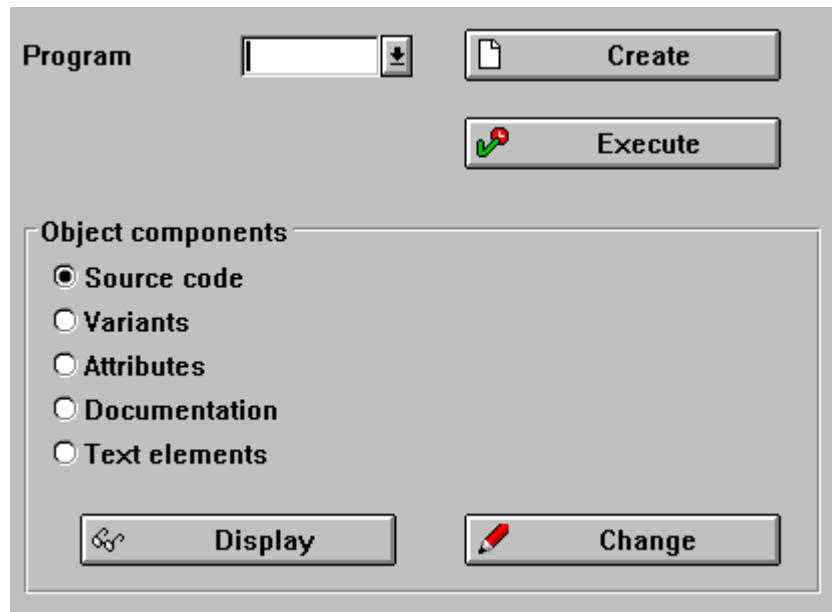 Program
Create
Execute
Object components
Source code
Variants
Attributes
Documentation
Text elements
Display
Change